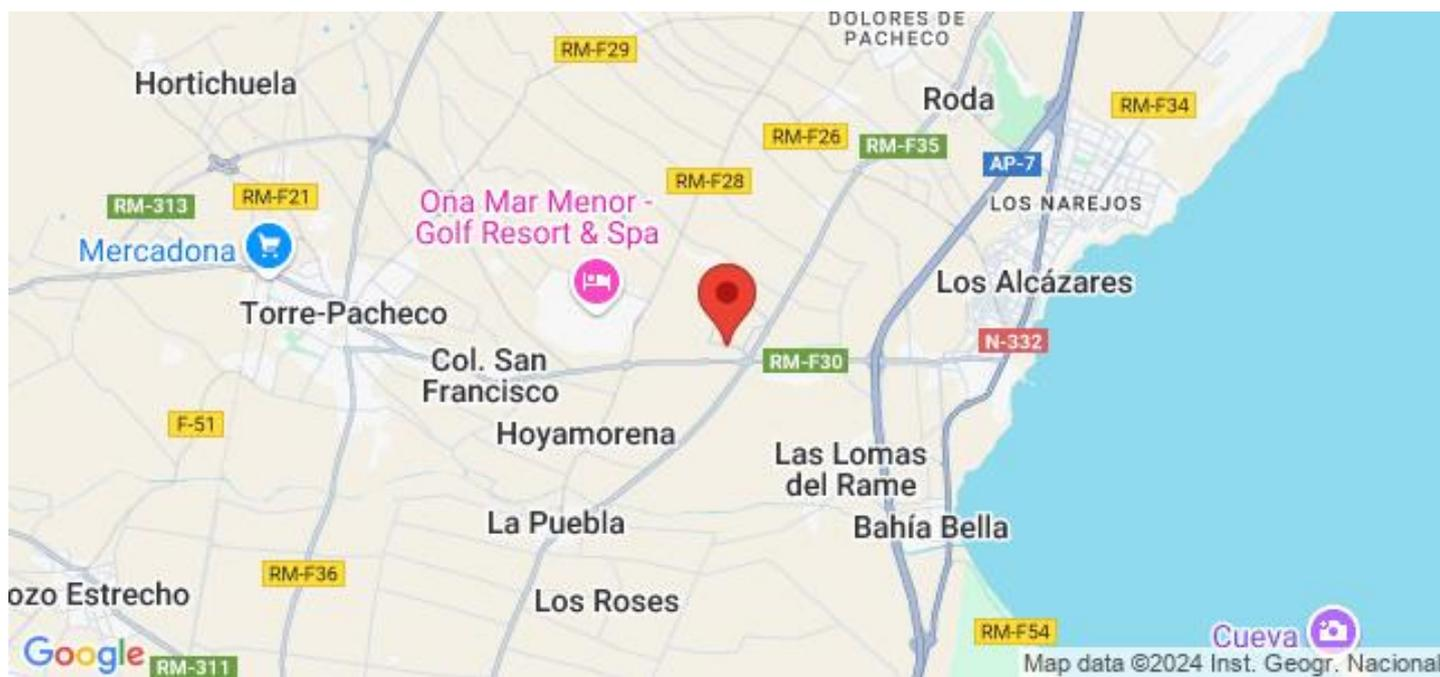 DOLORES DE
PACHECO
RM-F29
Hortichuela
Roda
RM-F34
RM-F26
RM-F35
AP-7
RM-F28
RM-F21
RM-313
Oña Mar Menor -
Golf Resort & Spa
LOS NAREJOS
Mercadona
Los Alcázares
Torre-Pacheco
N-332
Col. San
Francisco
RM-F30
F-51
Hoyamorena
Las Lomas
del Rame
La Puebla
Bahía Bella
RM-F36
ozo Estrecho
Los Roses
RM-F54
Cueva
Google
RM-311
Map data ©2024 Inst. Geogr. Nacional